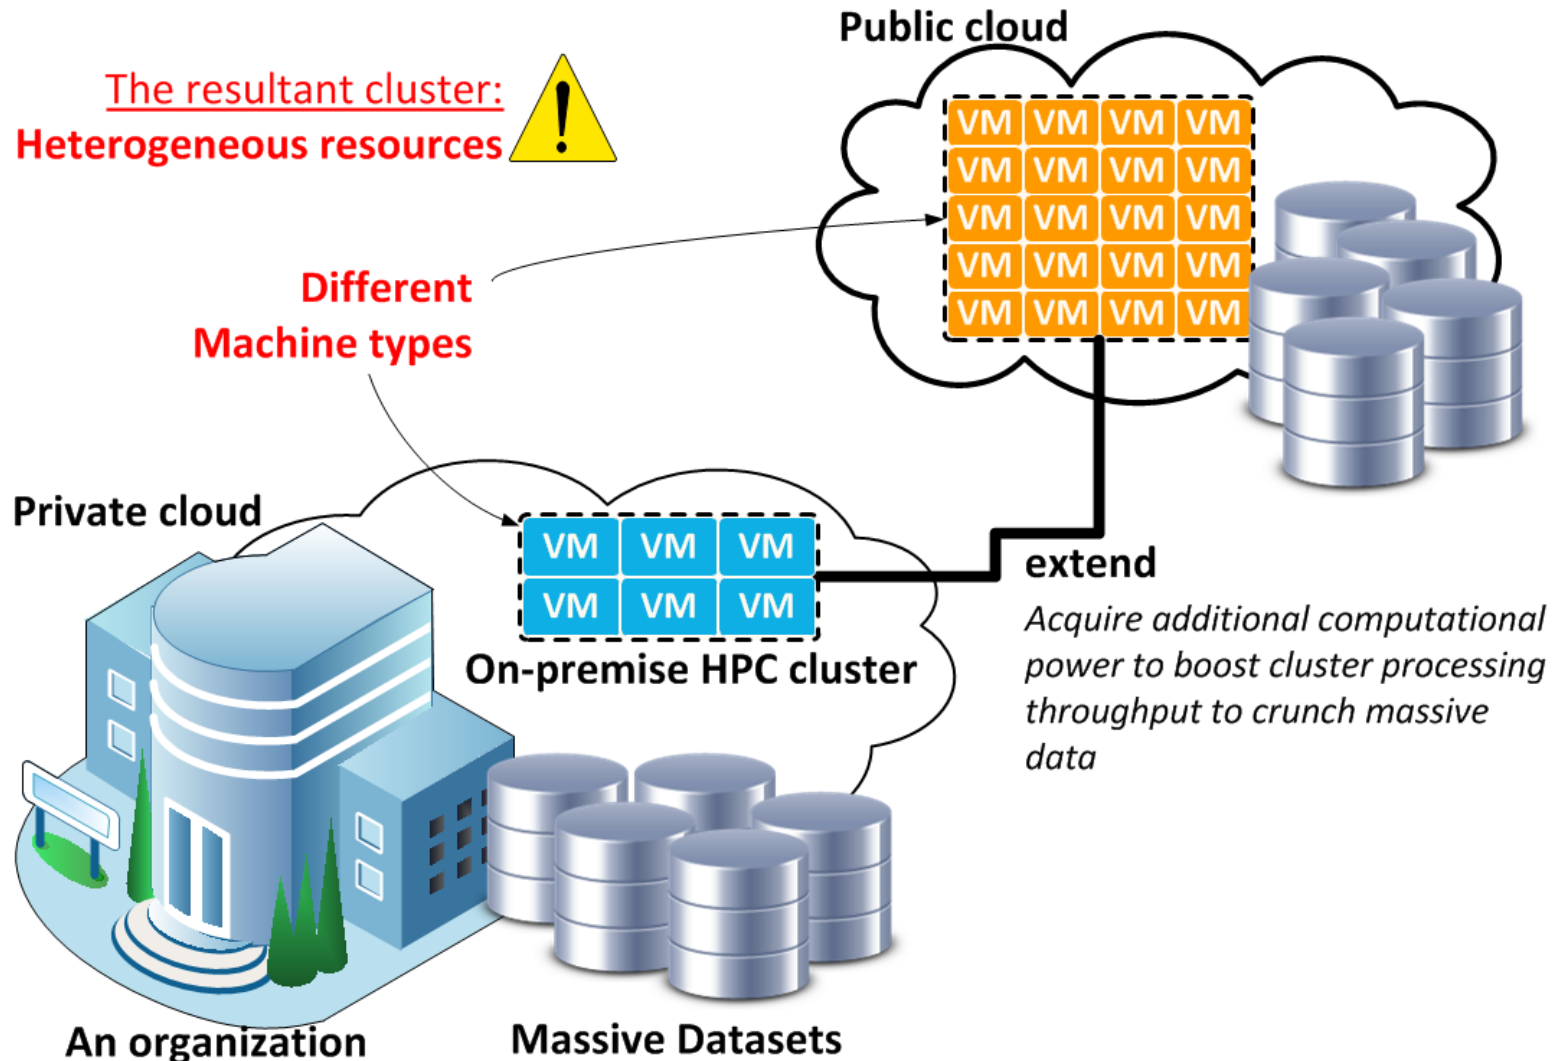 Public cloud
The resultant cluster:
Heterogeneous resources
!
VM VM VM VM
VM VM VM VM
VM VM VM VM
VM VM VM VM
VM VM VM VM
Different
Machine types
Private cloud
VM VM VM
VM VM VM
On-premise HPC cluster
extend
Acquire additional computational
power to boost cluster processing
throughput to crunch massive
data
An organization
Massive Datasets